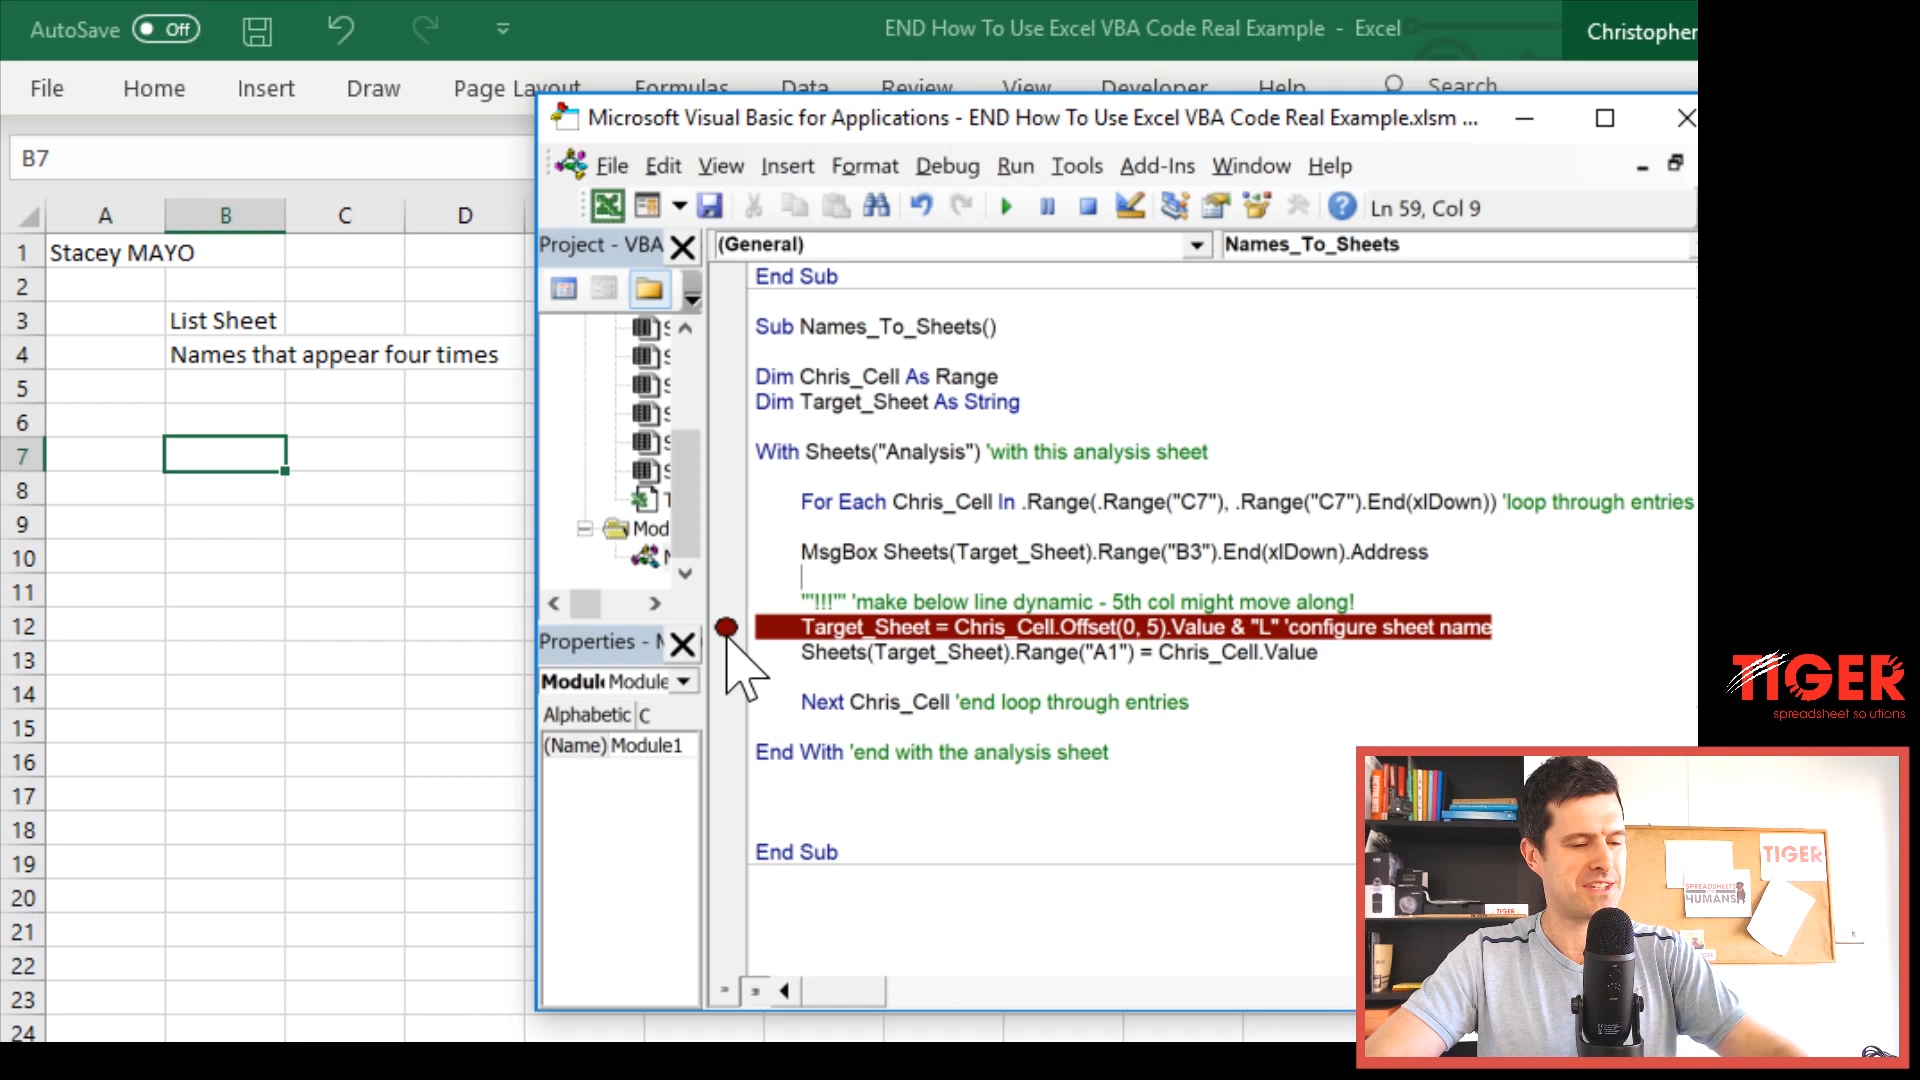 AutoSave Off
END How To Use Excel VBA Code Real Example - Excel
Christopher
File Home Insert Draw Page Layout Formulas Data Review View Developer Help Search
B7
A B C D
1 Stacey MAYO
2
3 List Sheet
4 Names that appear four times
5
6
7
8
9
10
11
12
13
14
15
16
17
18
19
20
21
22
23
24
Microsoft Visual Basic for Applications - END How To Use Excel VBA Code Real Example.xlsm ...
File Edit View Insert Format Debug Run Tools Add-Ins Window Help
Ln 59, Col 9
Project - VBA
Mod
Properties -
Module1
Alphabetic C
(Name) Module1
(General)
Names_To_Sheets
End Sub
Sub Names_To_Sheets()
Dim Chris_Cell As Range
Dim Target_Sheet As String
With Sheets("Analysis") 'with this analysis sheet
For Each Chris_Cell In .Range(.Range("C7"), .Range("C7").End(xlDown)) 'loop through entries
MsgBox Sheets(Target_Sheet).Range("B3").End(xlDown).Address
'"!!!"' 'make below line dynamic - 5th col might move along!
Target_Sheet = Chris_Cell.Offset(0, 5).Value & "L" 'configure sheet name
Sheets(Target_Sheet).Range("A1") = Chris_Cell.Value
Next Chris_Cell 'end loop through entries
End With 'end with the analysis sheet
End Sub
TIGER
spreadsheet solutions
TIGER
SPREADSHEETS
HUMANS
TIGER